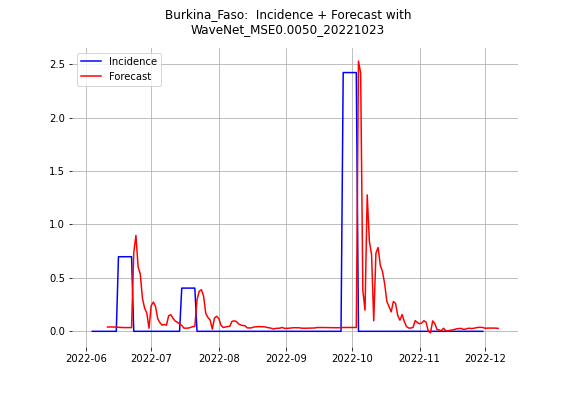 Burkina_Faso:  Incidence + Forecast with
WaveNet_MSE0.0050_20221023
Incidence
Forecast
2.5
2.0
1.5
1.0
0.5
0.0
2022-06 2022-07 2022-08 2022-09 2022-10 2022-11 2022-12